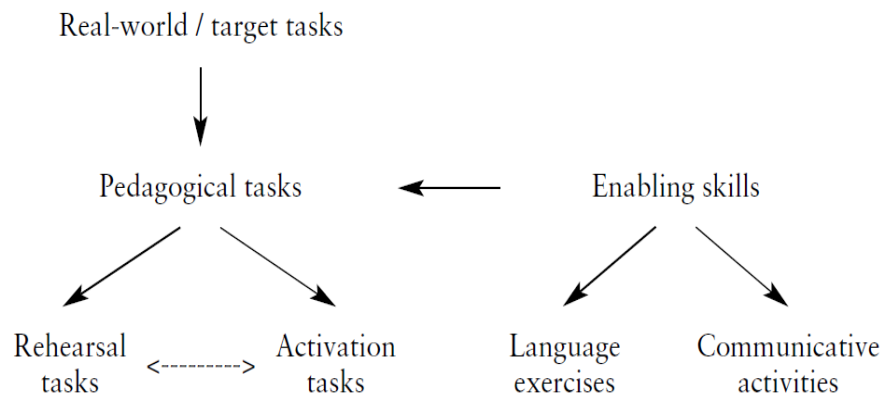 Real-world / target tasks
Pedagogical tasks
Enabling skills
Rehearsal
tasks
<--------->
Activation
tasks
Language
exercises
Communicative
activities